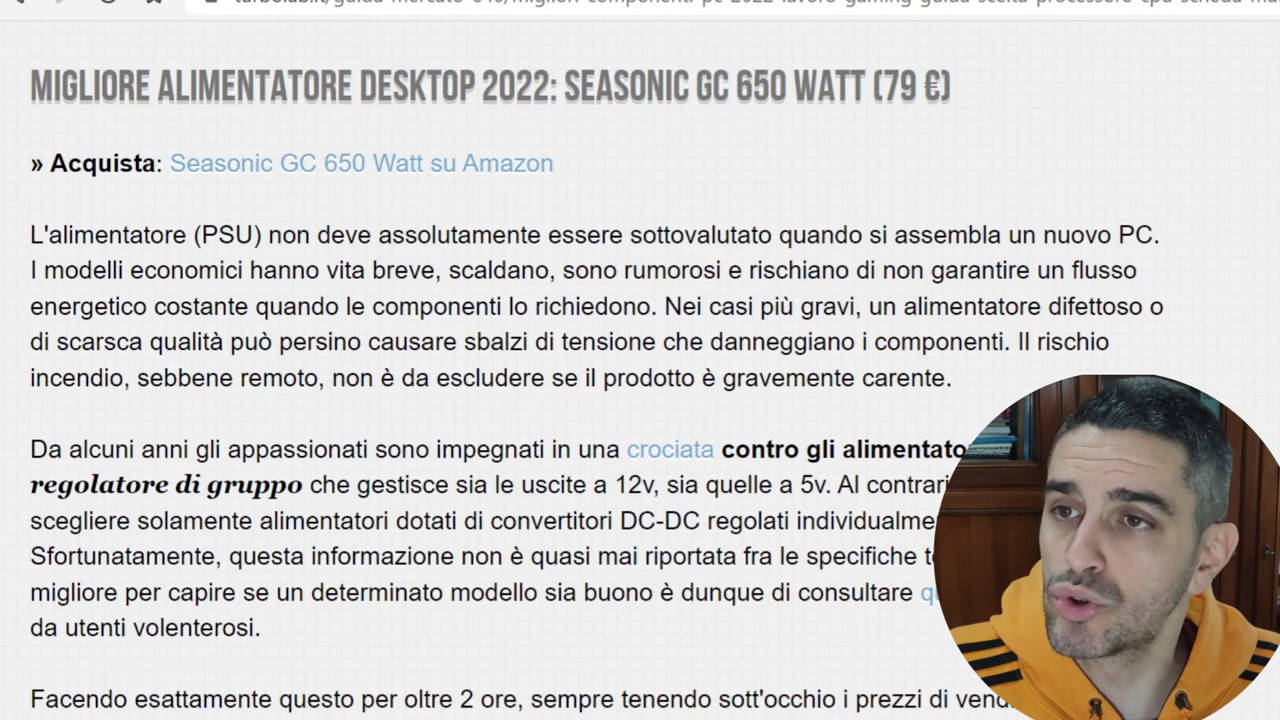 MIGLIORE ALIMENTATORE DESKTOP 2022: SEASONIC GC 650 WATT (79 €)
» Acquista: Seasonic GC 650 Watt su Amazon
L'alimentatore (PSU) non deve assolutamente essere sottovalutato quando si assembla un nuovo PC.
I modelli economici hanno vita breve, scaldano, sono rumorosi e rischiano di non garantire un flusso
energetico costante quando le componenti lo richiedono. Nei casi più gravi, un alimentatore difettoso o
di scarsca qualità può persino causare sbalzi di tensione che danneggiano i componenti. Il rischio
incendio, sebbene remoto, non è da escludere se il prodotto è gravemente carente.
Da alcuni anni gli appassionati sono impegnati in una crociata contro gli
regolatore di gruppo che gestisce sia le uscite a 12v, sia quelle a 5v. Al
scegliere solamente alimentatori dotati di convertitori DC-DC regolati
Sfortunatamente, questa informazione non è quasi mai riportata fra le specifiche
migliore per capire se un determinato modello sia buono è dunque di consultare
da utenti volenterosi.
Facendo esattamente questo per oltre 2 ore, sempre tenendo sott'occhio i prezzi di